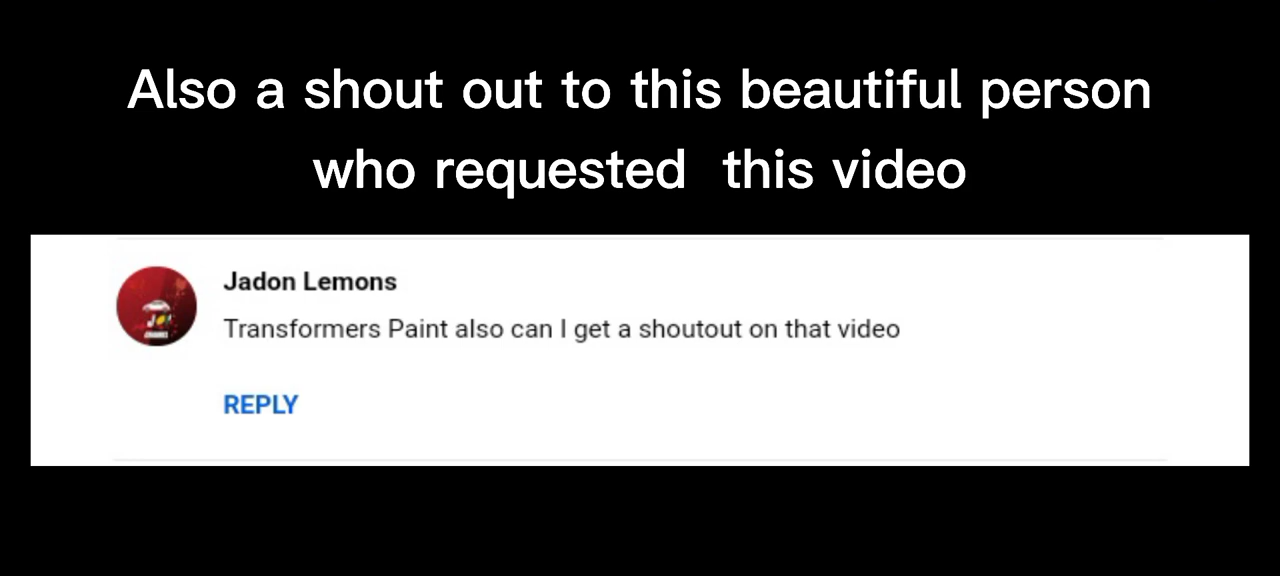 Also a shout out to this beautiful person
who requested  this video
Jadon Lemons
Transformers Paint also can I get a shoutout on that video
REPLY